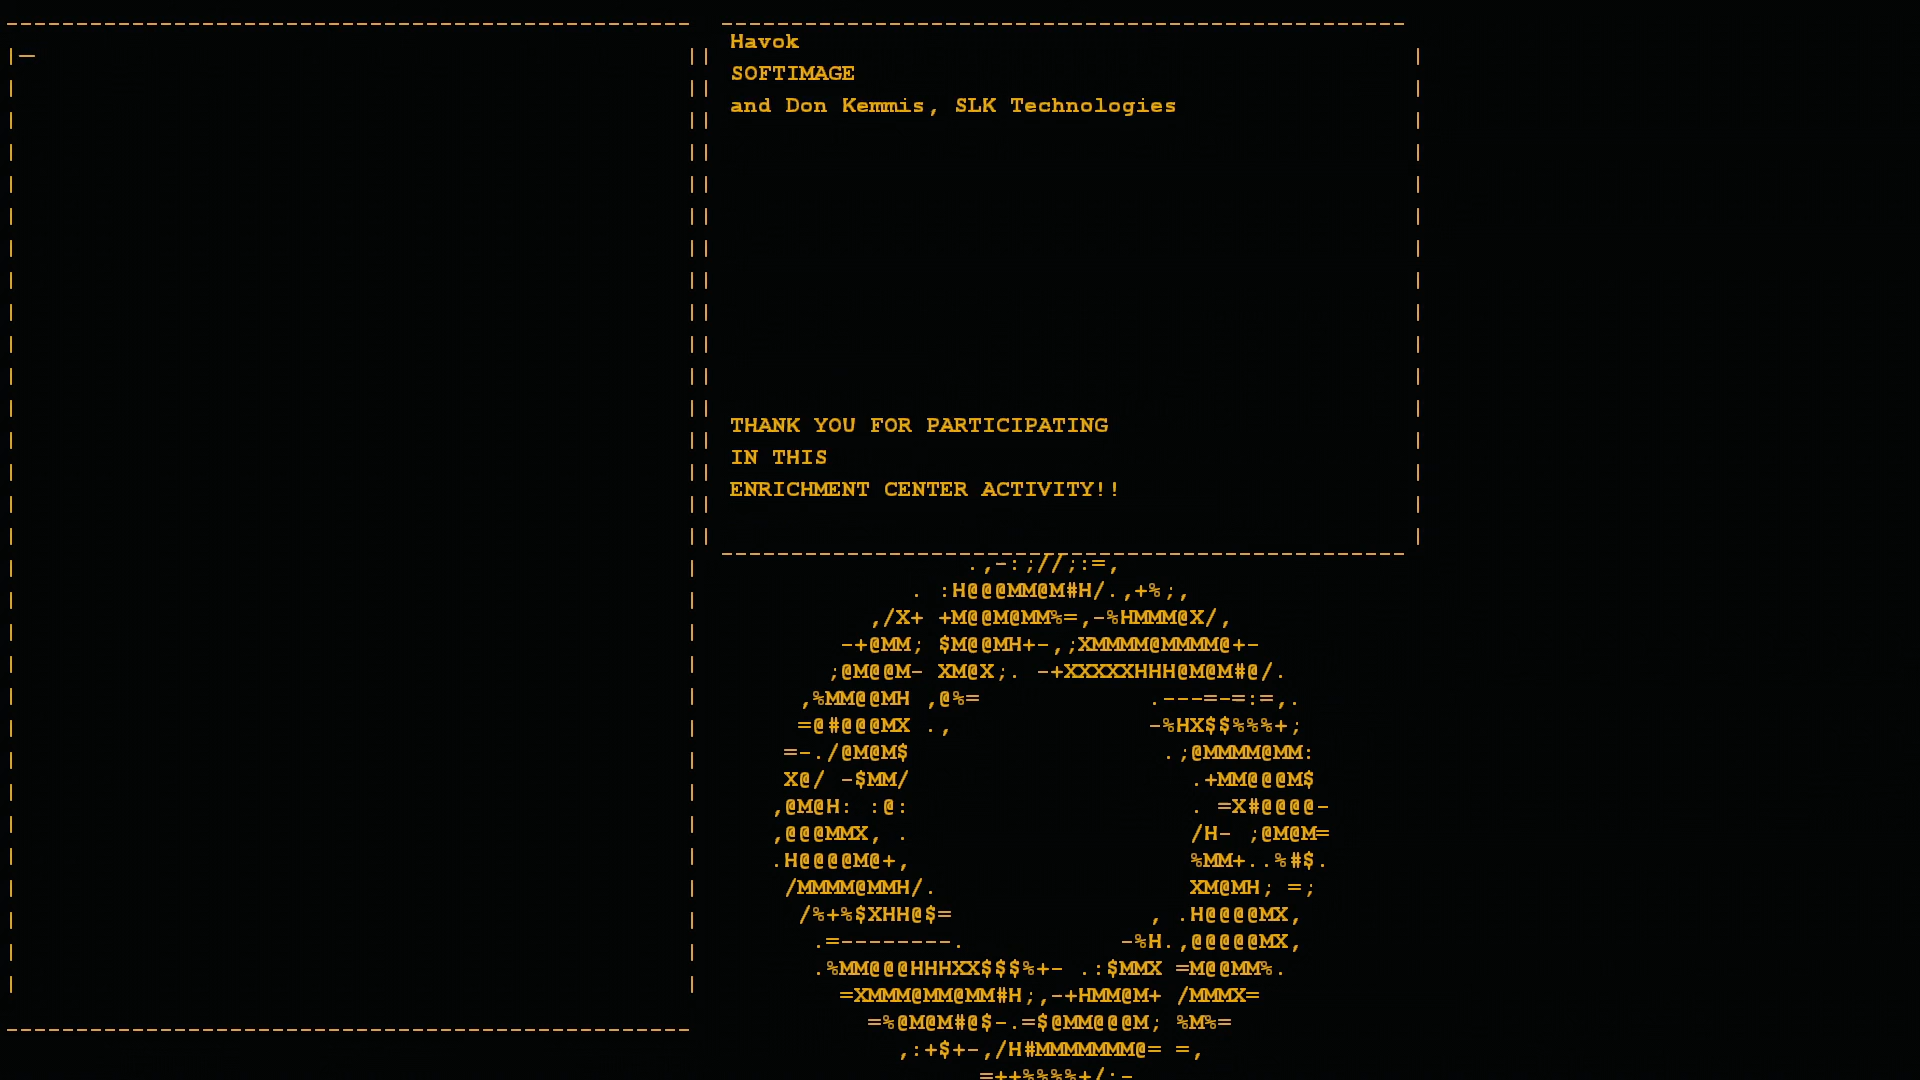 Havok
SOFTIMAGE
and Don Kemmis, SLK Technologies
THANK YOU FOR PARTICIPATING
IN THIS
ENRICHMENT CENTER ACTIVITY!!